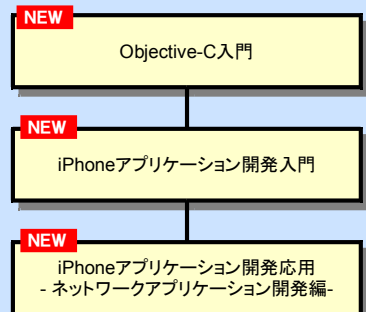 NEW
Objective-C入門
NEW
iPhoneアプリケーション開発入門
NEW
iPhoneアプリケーション開発応用
- ネットワークアプリケーション開発編-